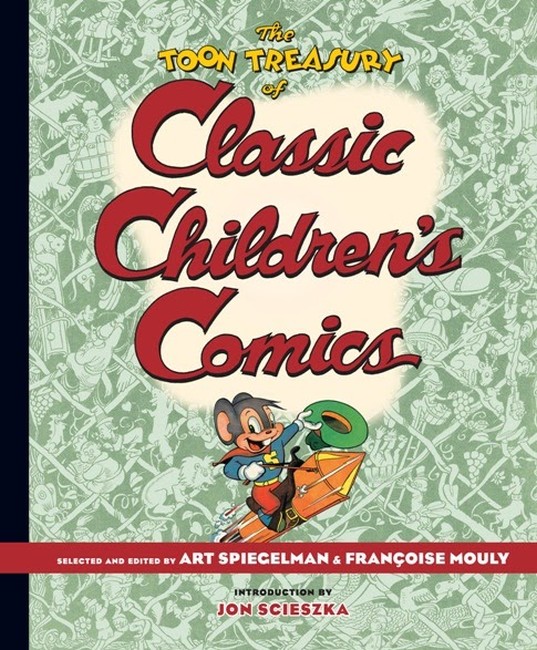 The
TOON TREASURY
of
Classic
Children's
Comics
SELECTED AND EDITED BY ART SPIEGELMAN & FRANÇOISE MOULY
INTRODUCTION BY
JON SCIESZKA